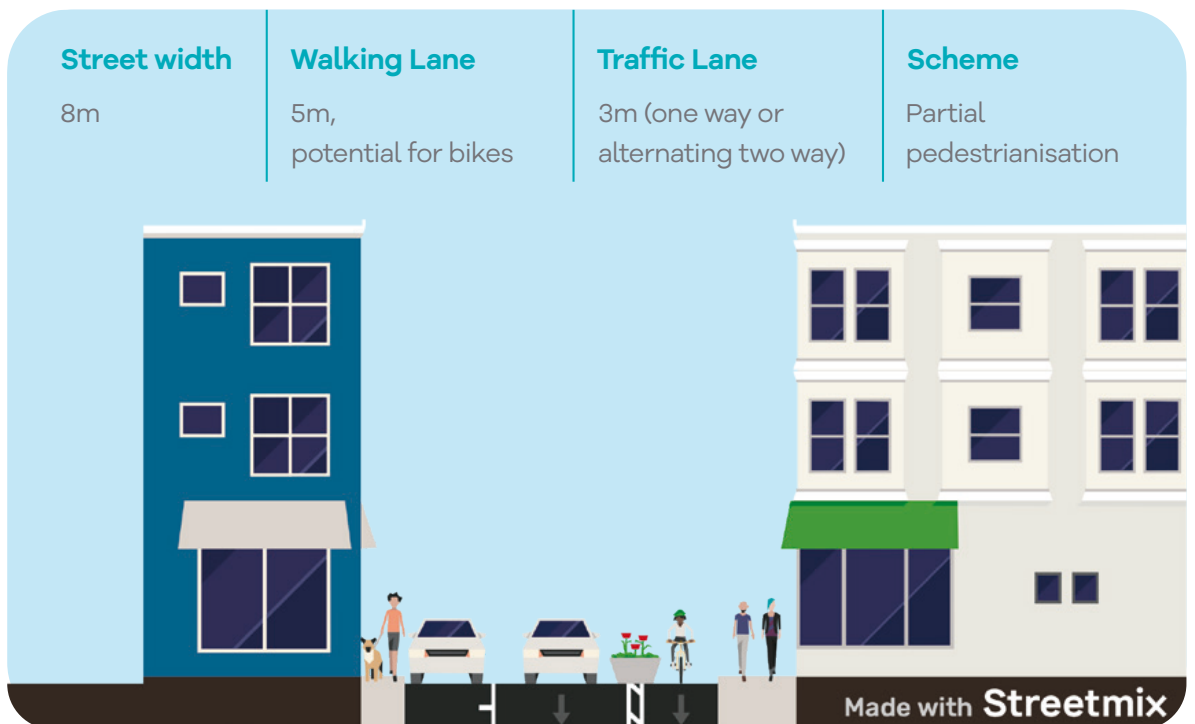 Street width
8m
Walking Lane
5m,
potential for bikes
Traffic Lane
3m (one way or
alternating two way)
Scheme
Partial
pedestrianisation
Made with Streetmix